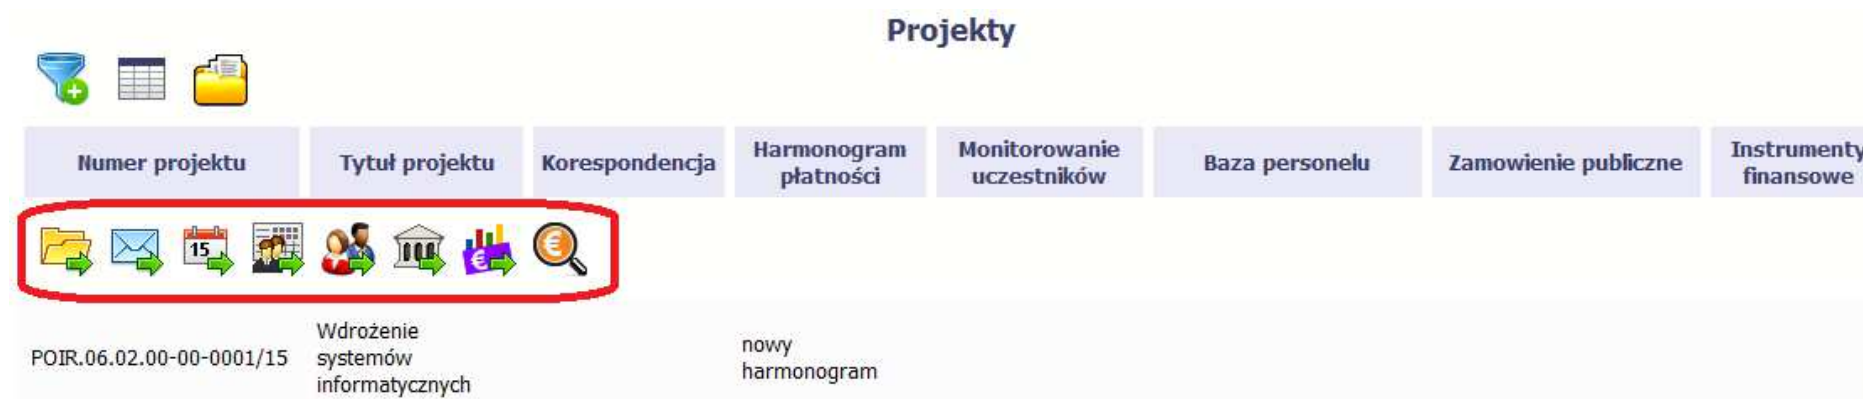 Projekty
Numer projektu
Tytuł projektu
Korespondencja
Harmonogram
płatności
Monitorowanie
uczestników
Baza personelu
Zamowienie publiczne
Instrumenty
finansowe
15
POIR.06.02.00-00-0001/15
Wdrożenie
systemów
informatycznych
nowy
harmonogram